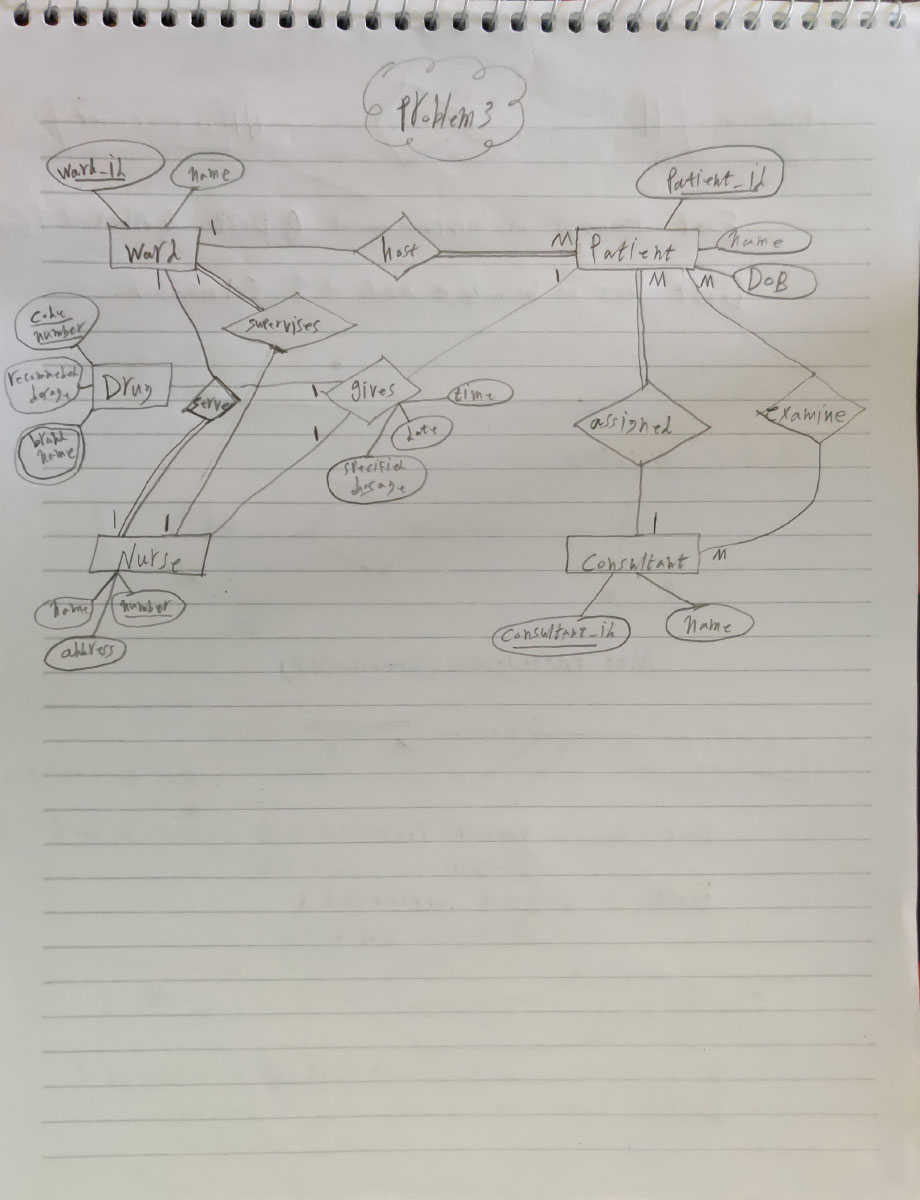 Problem 3
Ward_id
name
Patient_id
1
M
Ward
host
Patient
name
DoB
1
1
1
M
M
Code
number
supervises
recommended
dosage
Drug
serve
1
gives
time
date
specified
dosage
assigned
examine
brand
name
1
1
1
1
M
Nurse
Consultant
name
number
address
Consultant_id
name